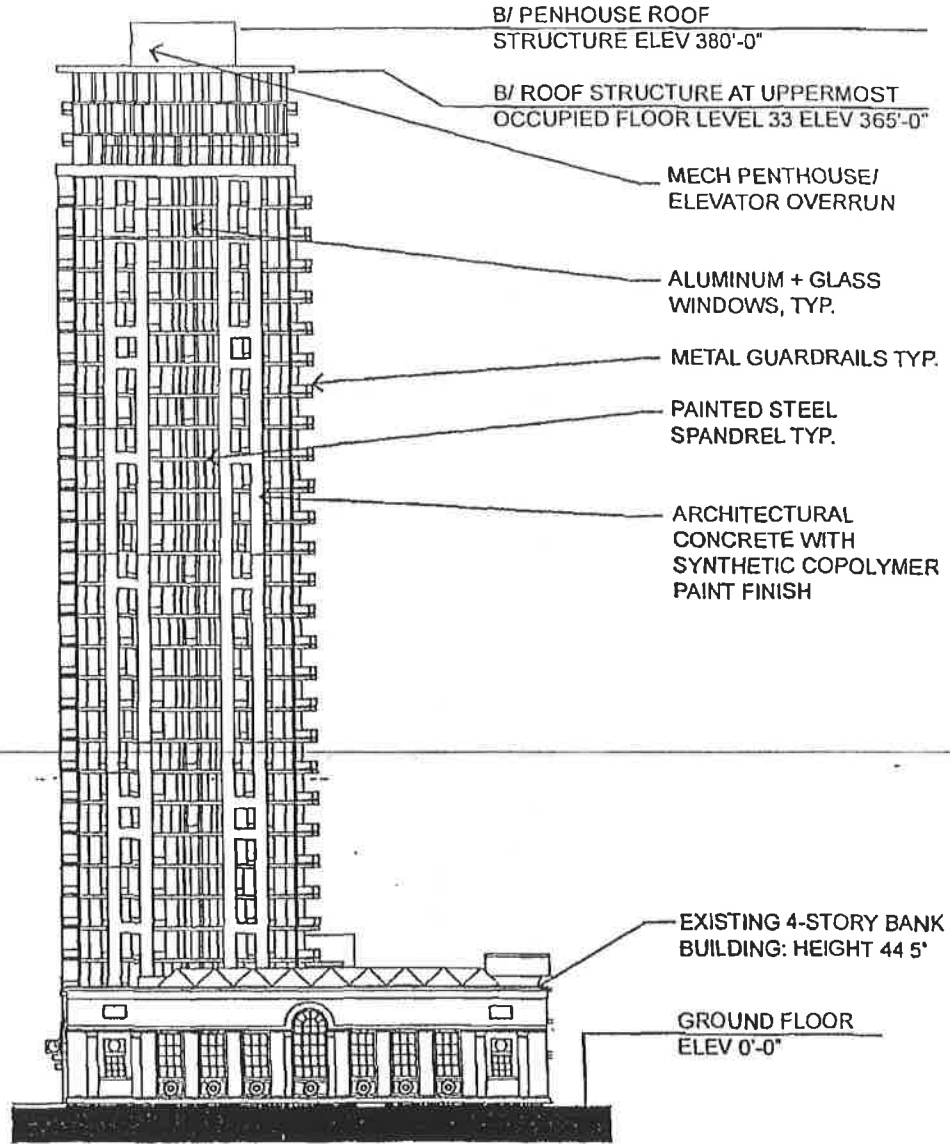 B/ PENHOUSE ROOF
STRUCTURE ELEV 380'-0"
B/ ROOF STRUCTURE AT UPPERMOST
OCCUPIED FLOOR LEVEL 33 ELEV 365'-0"
MECH PENTHOUSE/
ELEVATOR OVERRUN
ALUMINUM + GLASS
WINDOWS, TYP.
METAL GUARDRAILS TYP.
PAINTED STEEL
SPANDREL TYP.
ARCHITECTURAL
CONCRETE WITH
SYNTHETIC COPOLYMER
PAINT FINISH
EXISTING 4-STORY BANK
BUILDING: HEIGHT 44 5"
GROUND FLOOR
ELEV 0'-0"